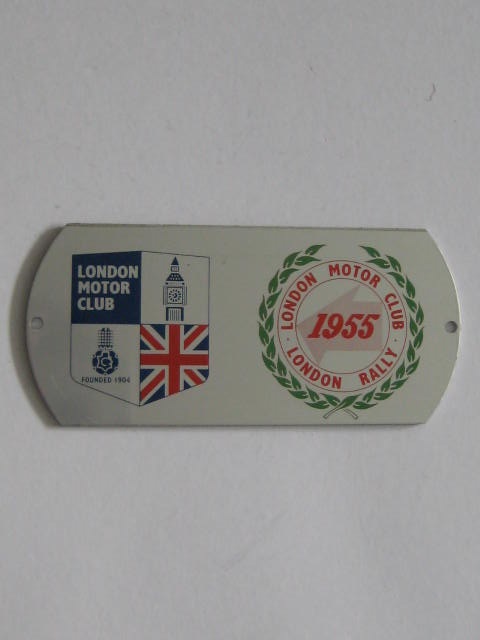 LONDON
MOTOR
CLUB
FOUNDED 1904
LONDON MOTOR CLUB
1955
LONDON RALLY